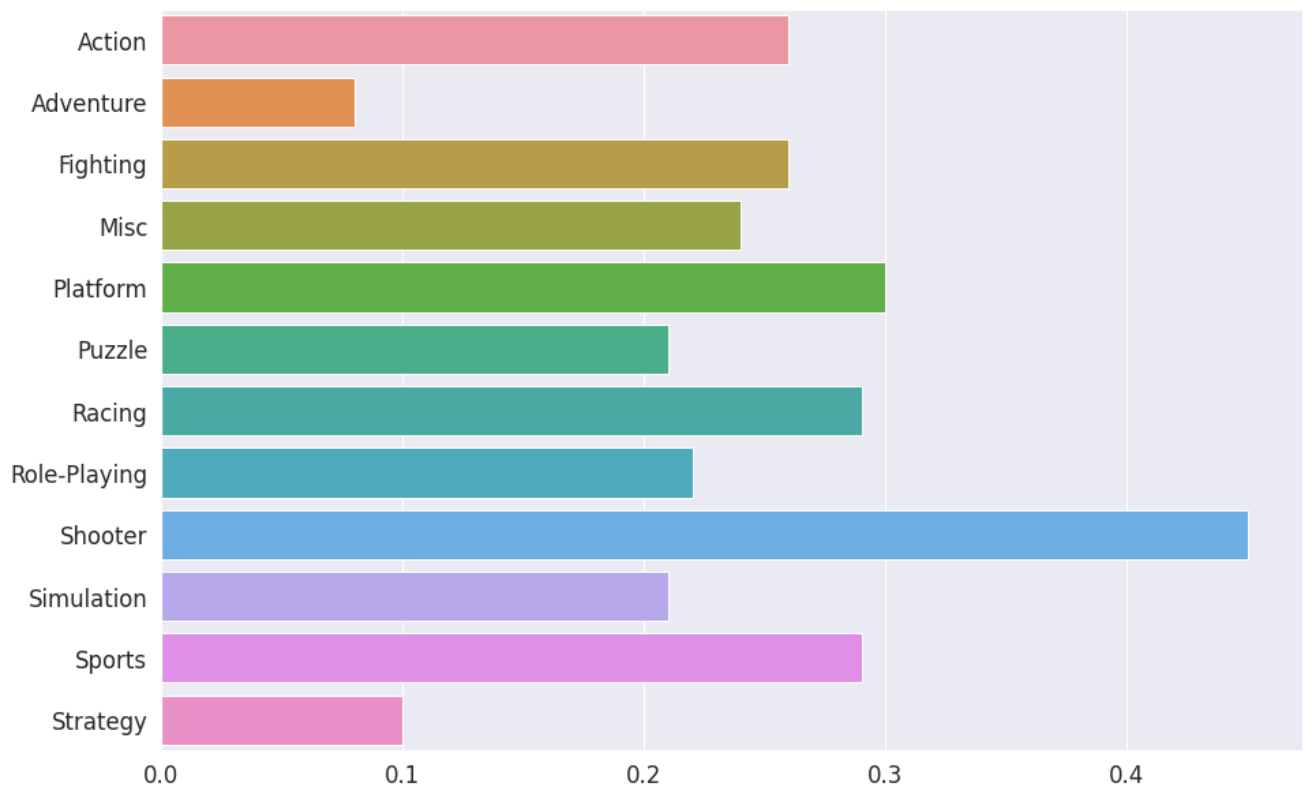 Action
Adventure
Fighting
Misc
Platform
Puzzle
Racing
Role-Playing
Shooter
Simulation
Sports
Strategy
0.0 0.1 0.2 0.3 0.4